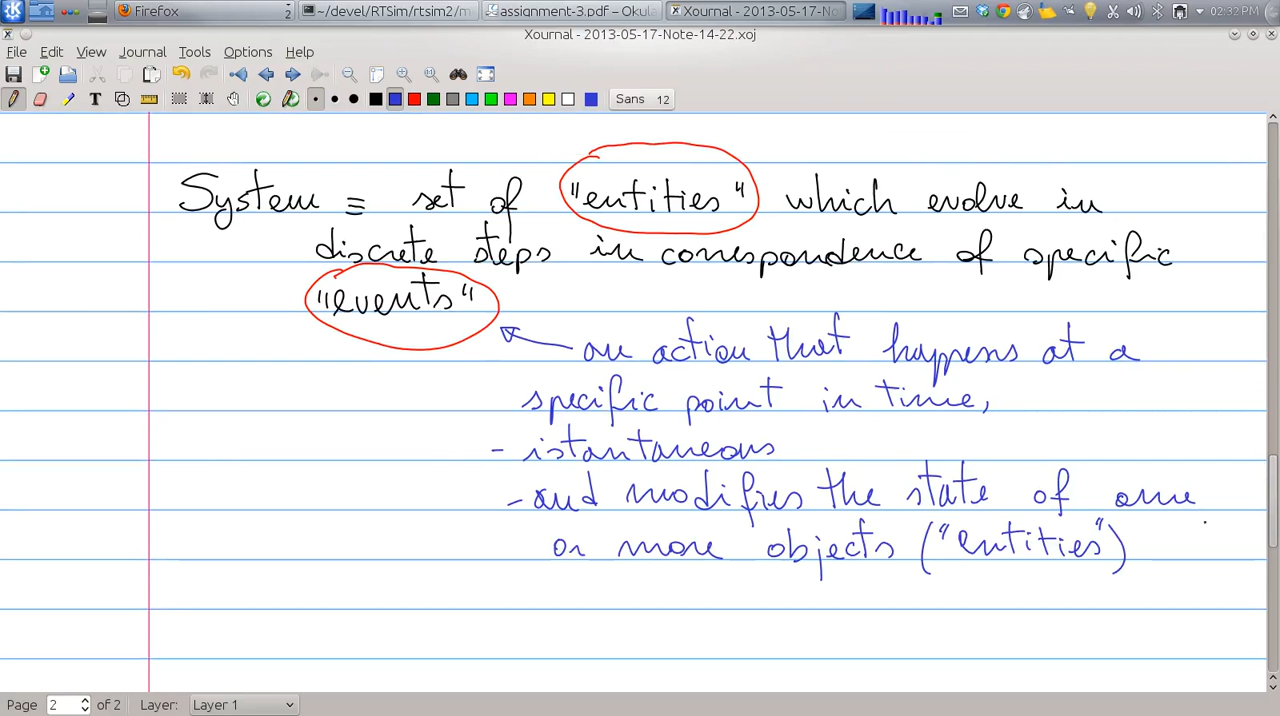 Firefox
2
~/devel/RTSim/rtsim2/m
assignment-3.pdf – Okula
Xournal - 2013-05-17-No
02:32 PM
Xournal - 2013-05-17-Note-14-22.xoj
File Edit View Journal Tools Options Help
Sans 12
System ≡ set of "entities" which evolve in
discrete steps in correspondence of specific
"events"
an action that happens at a
specific point in time,
- istantaneous
- and modifies the state of one
or more objects ("entities")
Page 2 of 2 Layer: Layer 1